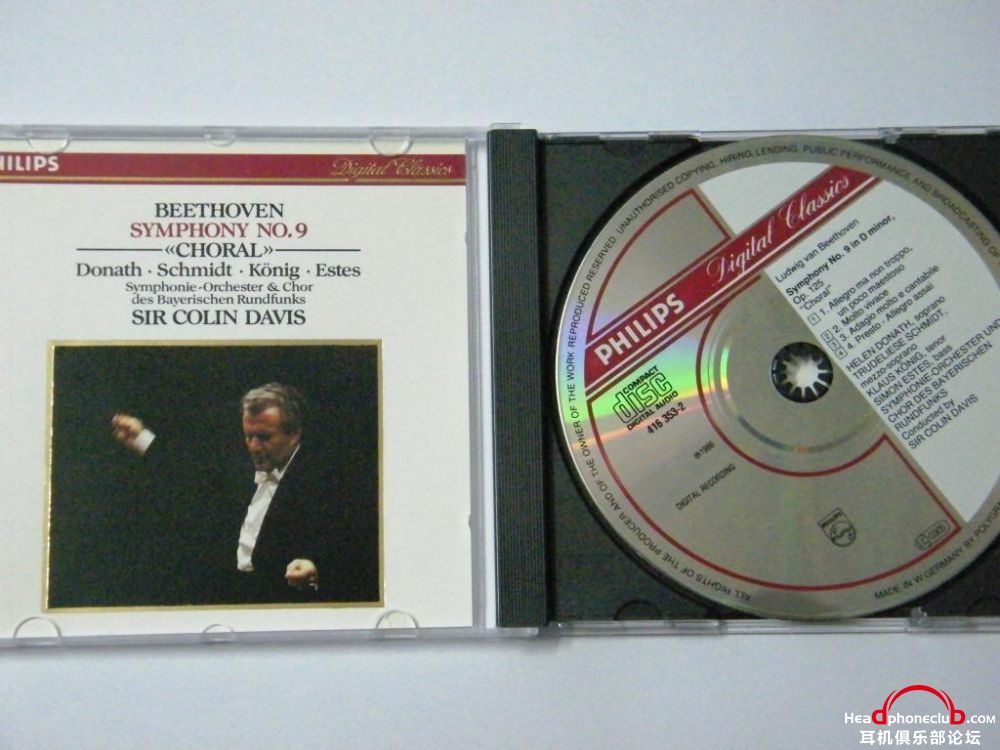 PHILIPS
Digital Classics
BEETHOVEN
SYMPHONY NO. 9
«CHORAL»
Donath · Schmidt · König · Estes
Symphonie-Orchester & Chor
des Bayerischen Rundfunks
SIR COLIN DAVIS
ALL RIGHTS OF THE PRODUCER AND OF THE OWNER OF THE WORK REPRODUCED RESERVED. UNAUTHORISED COPYING, HIRING, LENDING, PUBLIC PERFORMANCE AND BROADCASTING OF
PHILIPS
Digital Classics
COMPACT
disc
DIGITAL AUDIO
416 353-2
℗1986
DIGITAL RECORDING
Ludwig van Beethoven
Symphony No. 9 in D minor,
Op. 125
"Choral"
1 1. Allegro ma non troppo,
un poco maestoso
2 2. Molto vivace
3 3. Adagio molto e cantabile
4 4. Presto - Allegro assai
HELEN DONATH, soprano
TRUDELIESE SCHMIDT,
mezzo-soprano
KLAUS KÖNIG, tenor
SIMON ESTES, bass
SYMPHONIE-ORCHESTER UND
CHOR DES BAYERISCHEN
RUNDFUNKS
Conducted by
SIR COLIN DAVIS
PHILIPS
MADE IN W.GERMANY BY POLYGRAM
Headphoneclub.com
耳机俱乐部论坛